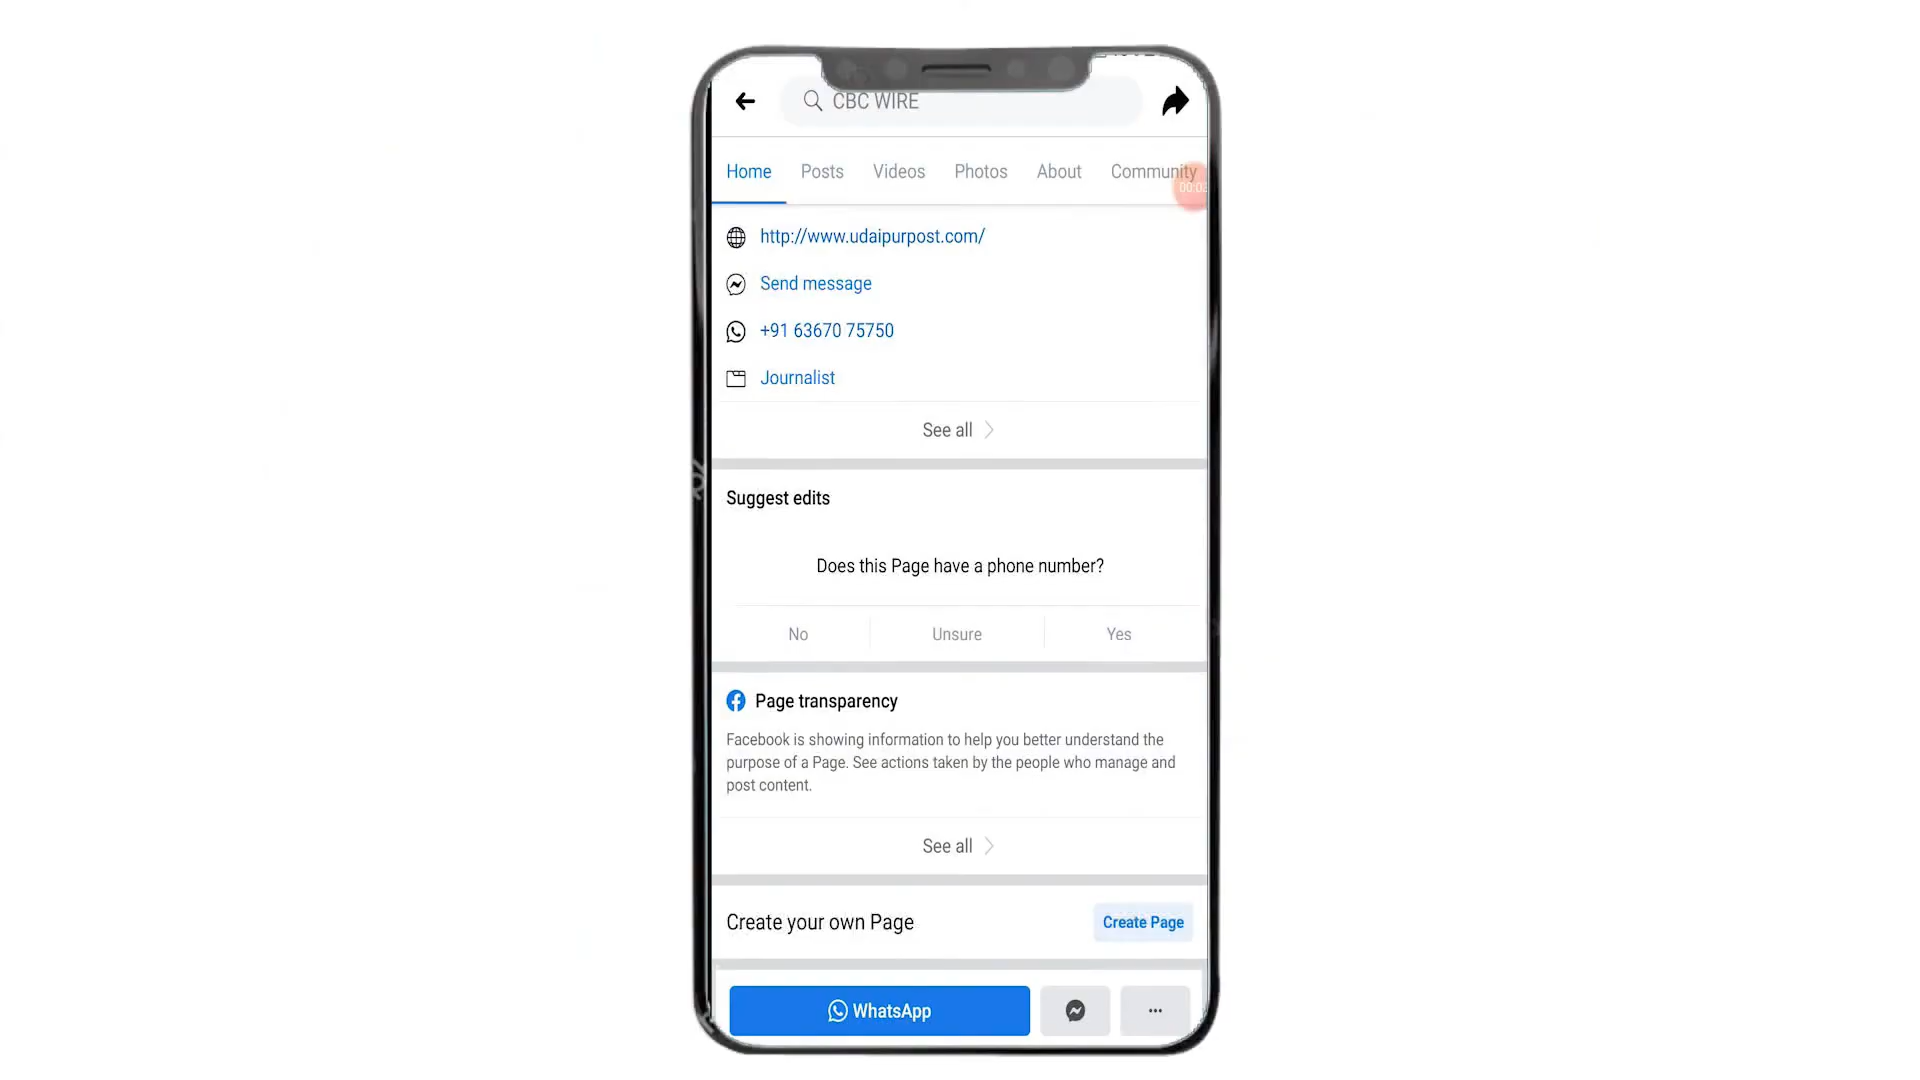 CBC WIRE
Home Posts Videos Photos About Community
00:02
http://www.udaipurpost.com/
Send message
+91 63670 75750
Journalist
See all
Suggest edits
Does this Page have a phone number?
No Unsure Yes
Page transparency
Facebook is showing information to help you better understand the
purpose of a Page. See actions taken by the people who manage and
post content.
See all
Create your own Page Create Page
WhatsApp